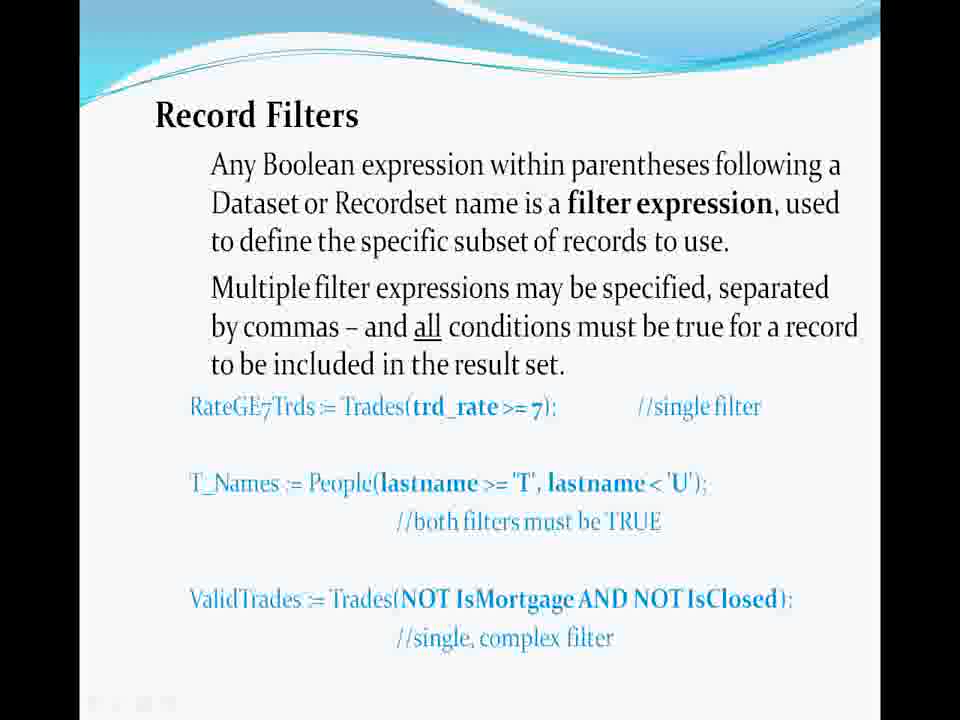 Record Filters
Any Boolean expression within parentheses following a
Dataset or Recordset name is a filter expression, used
to define the specific subset of records to use.
Multiple filter expressions may be specified, separated
by commas – and all conditions must be true for a record
to be included in the result set.
RateGE7Trds := Trades(trd_rate >= 7); //single filter
T_Names := People(lastname >= 'T', lastname < 'U');
//both filters must be TRUE
ValidTrades := Trades(NOT IsMortgage AND NOT IsClosed);
//single, complex filter